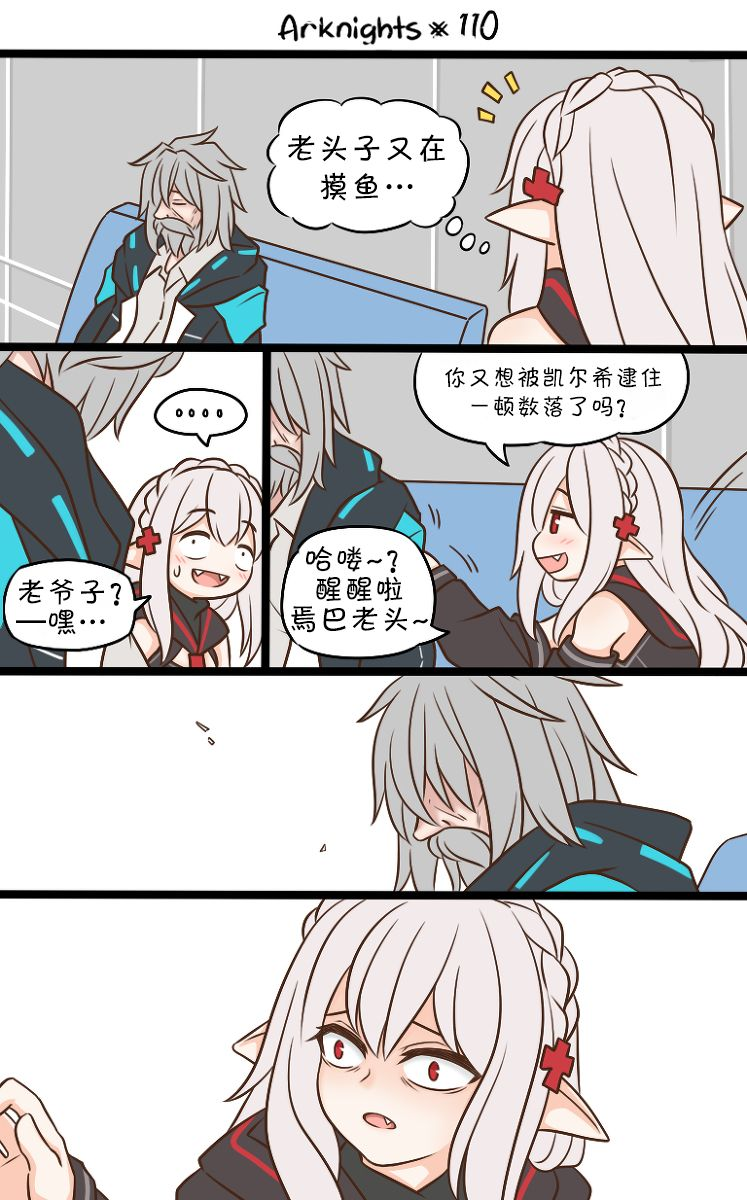 Arknights※110
老头子又在
摸鱼…
你又想被凯尔希逮住
一顿数落了吗?
哈喽~?
醒醒啦
焉巴老头~
····
老爷子?
—嘿…